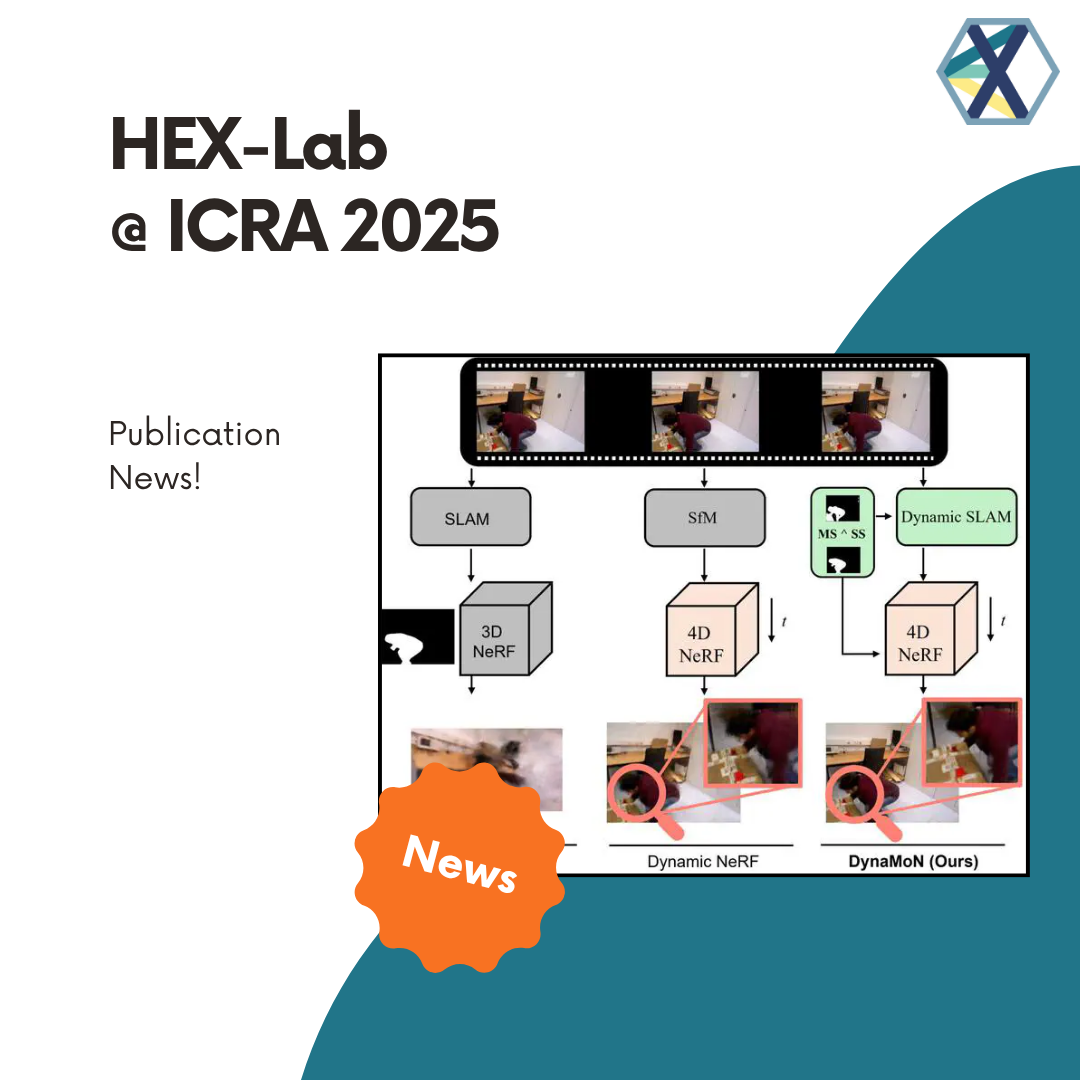 HEX-Lab
@ ICRA 2025
Publication
News!
SLAM
SfM
MS ^ SS
Dynamic SLAM
3D
NeRF
4D
NeRF
t
4D
NeRF
t
News
Dynamic NeRF
DynaMoN (Ours)